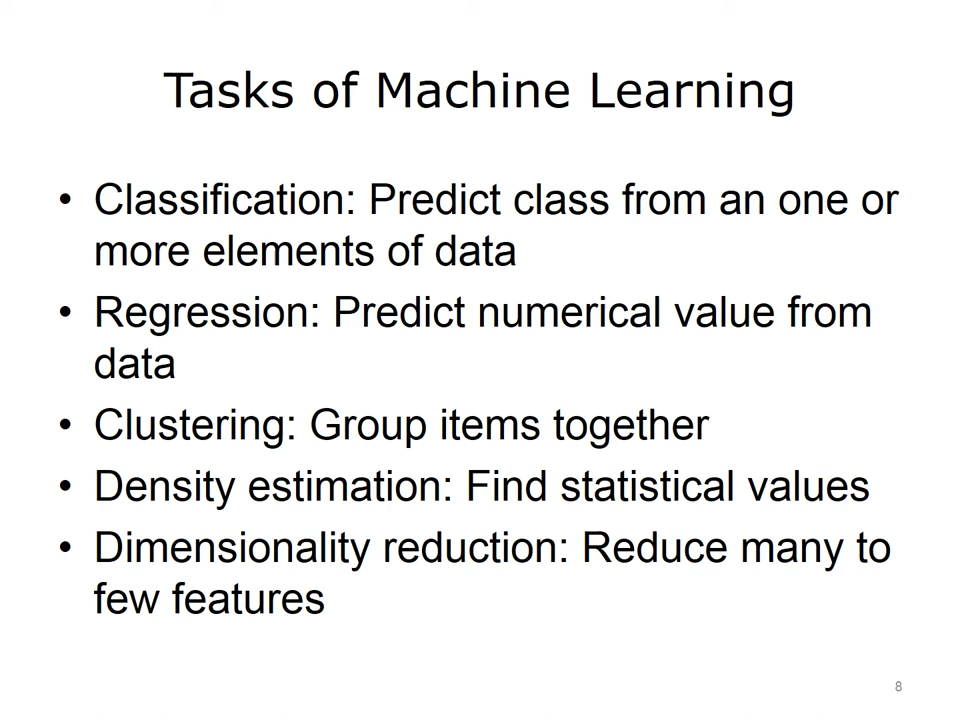 Tasks of Machine Learning
• Classification: Predict class from an one or
more elements of data
• Regression: Predict numerical value from
data
• Clustering: Group items together
• Density estimation: Find statistical values
• Dimensionality reduction: Reduce many to
few features
8